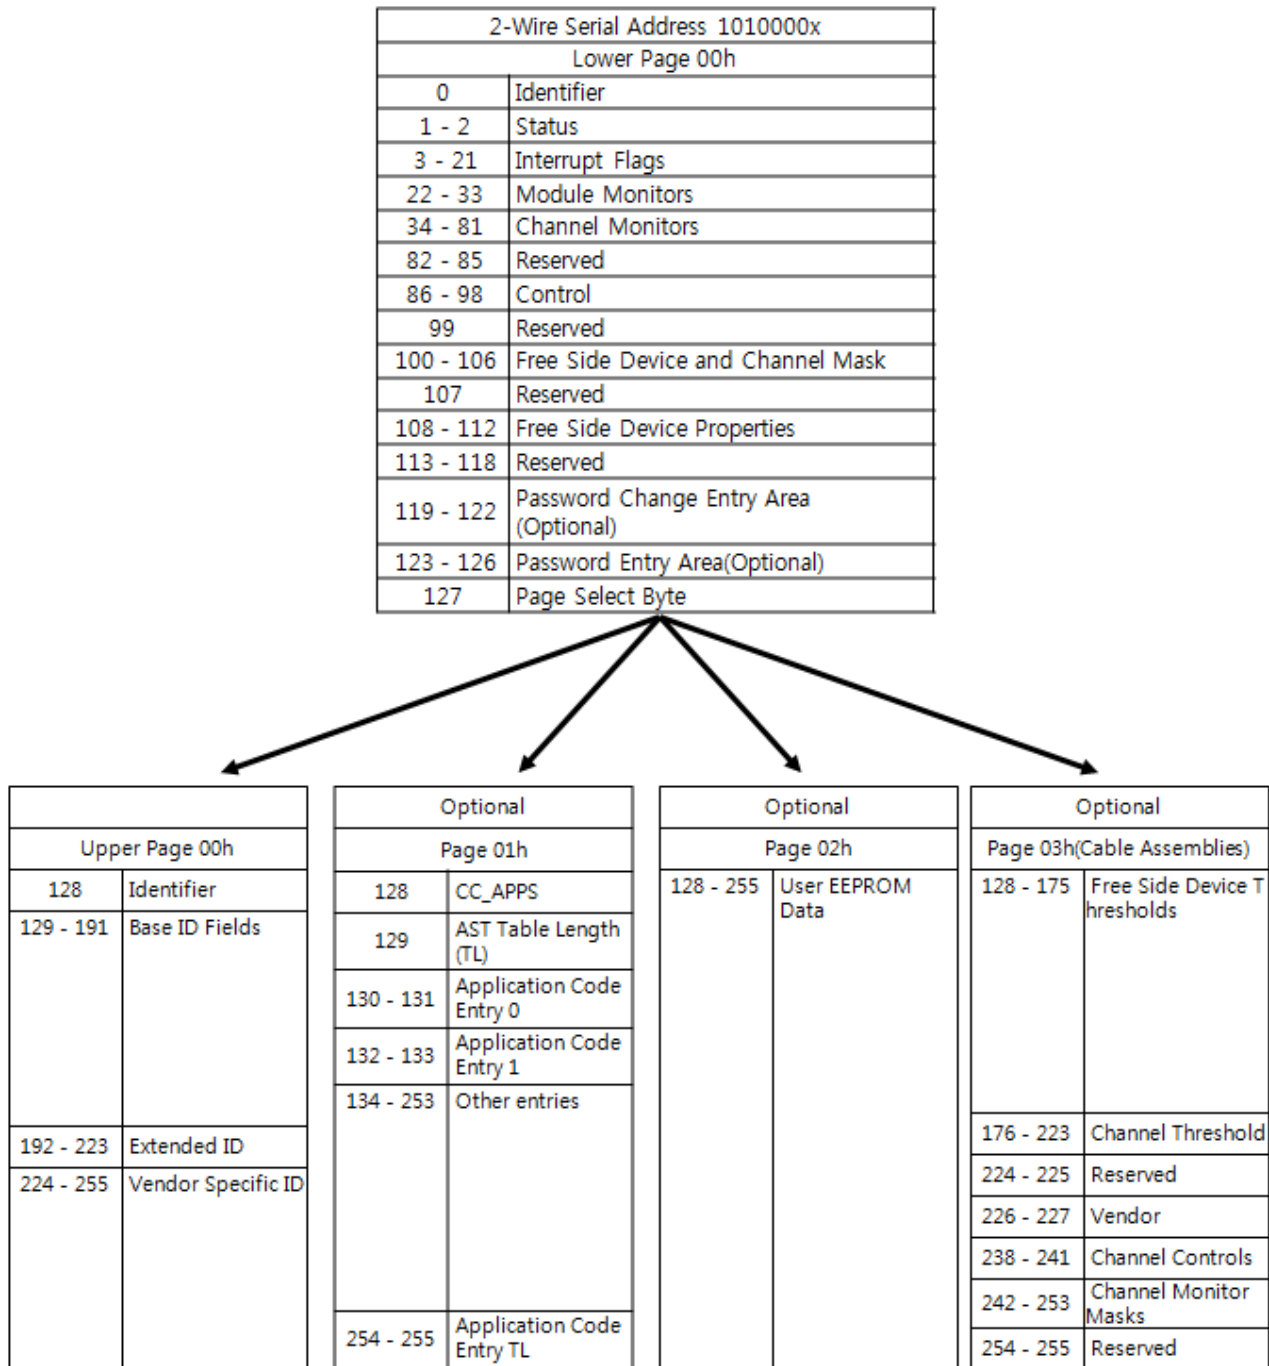 2-Wire Serial Address 1010000x
Lower Page 00h
0 Identifier
1 - 2 Status
3 - 21 Interrupt Flags
22 - 33 Module Monitors
34 - 81 Channel Monitors
82 - 85 Reserved
86 - 98 Control
99 Reserved
100 - 106 Free Side Device and Channel Mask
107 Reserved
108 - 112 Free Side Device Properties
113 - 118 Reserved
119 - 122 Password Change Entry Area
(Optional)
123 - 126 Password Entry Area(Optional)
127 Page Select Byte
Upper Page 00h
128 Identifier
129 - 191 Base ID Fields
192 - 223 Extended ID
224 - 255 Vendor Specific ID
Optional
Page 01h
128 CC_APPS
129 AST Table Length
(TL)
130 - 131 Application Code
Entry 0
132 - 133 Application Code
Entry 1
134 - 253 Other entries
254 - 255 Application Code
Entry TL
Optional
Page 02h
128 - 255 User EEPROM
Data
Optional
Page 03h(Cable Assemblies)
128 - 175 Free Side Device T
hresholds
176 - 223 Channel Threshold
224 - 225 Reserved
226 - 227 Vendor
238 - 241 Channel Controls
242 - 253 Channel Monitor
Masks
254 - 255 Reserved